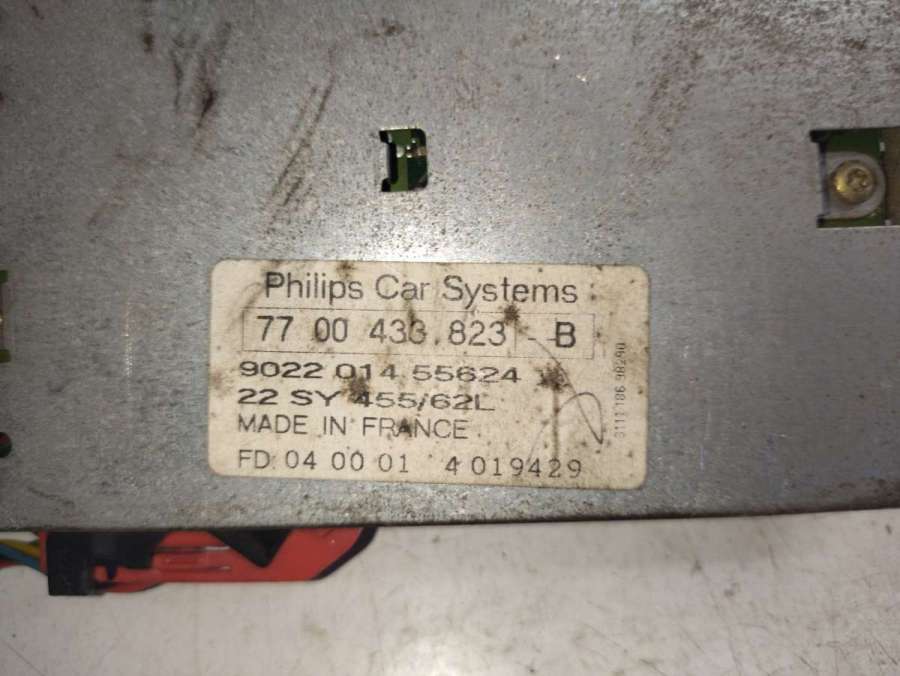 Philips Car Systems
77 00 433 823 - B
9022 014 55624
22 SY 455/62L
MADE IN FRANCE
FD 04 00 01 4 019429